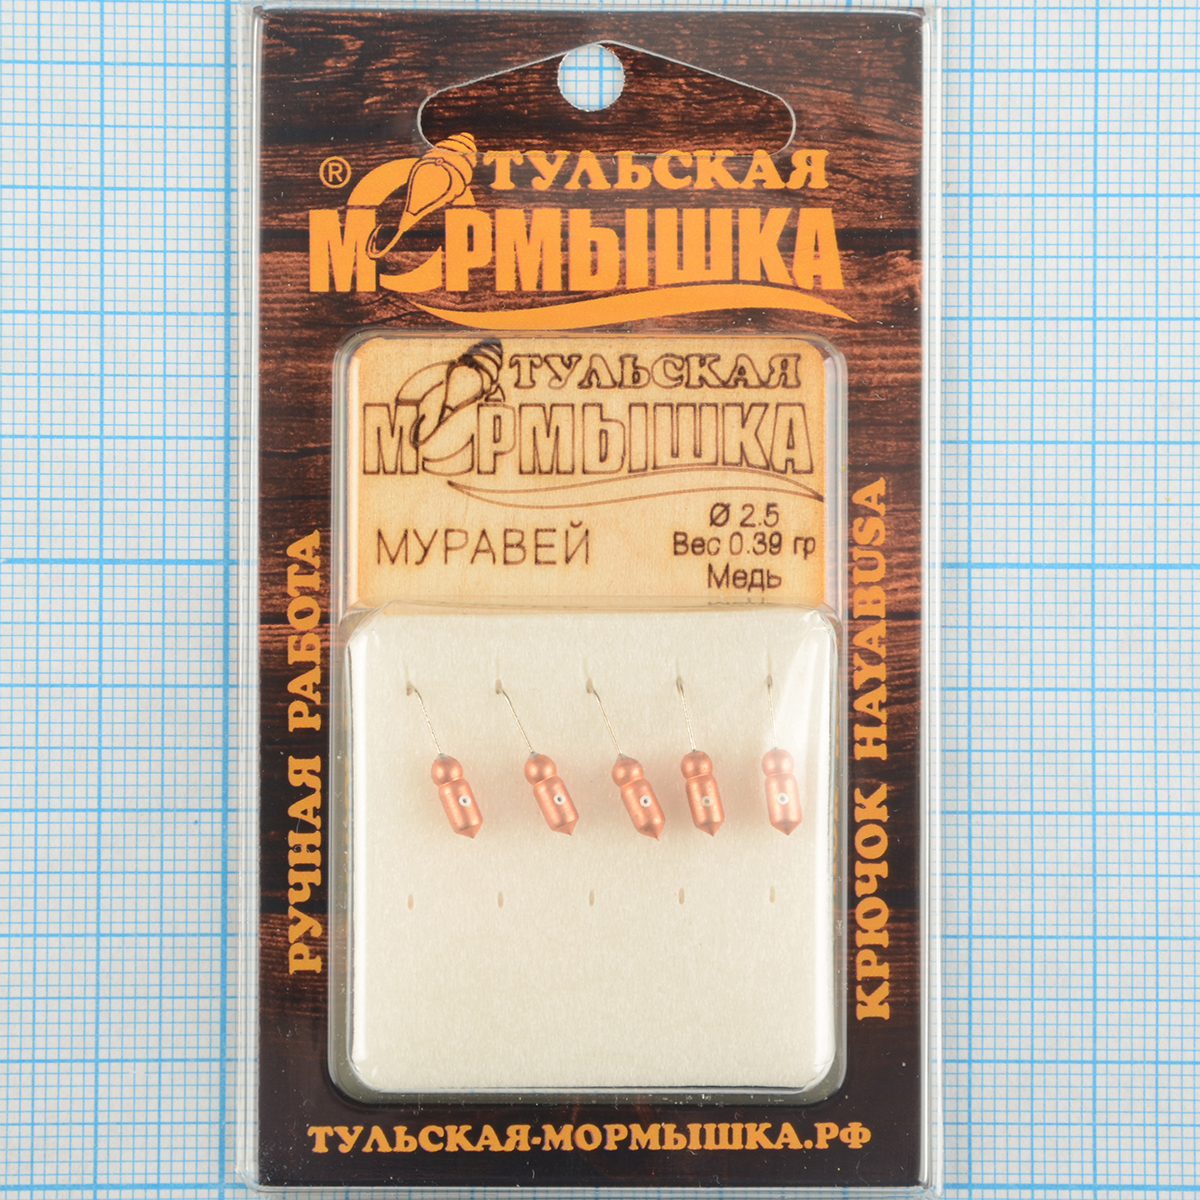 ®
ТУЛЬСКАЯ
МОРМЫШКА
ТУЛЬСКАЯ
МОРМЫШКА
МУРАВЕЙ
Ø 2.5
Вес 0.39 гр
Медь
РУЧНАЯ РАБОТА
КРЮЧОК HAYABUSA
ТУЛЬСКАЯ-МОРМЫШКА.РФ